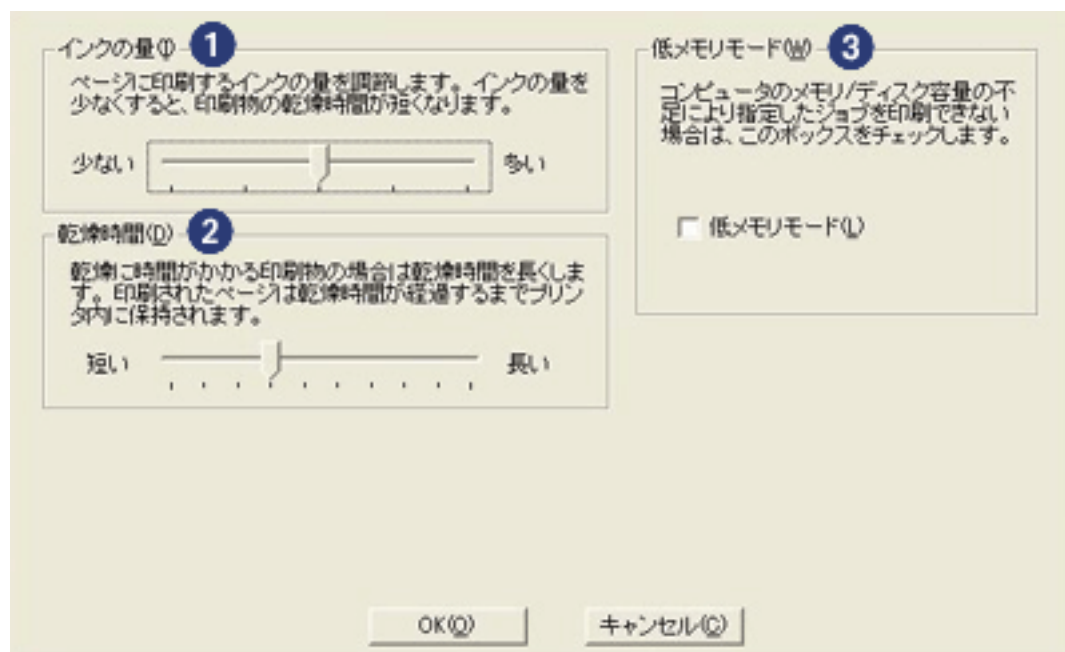 インクの量(I) 1
ページに印刷するインクの量を調節します。インクの量を
少なくすると、印刷物の乾燥時間が短くなります。
少ない 多い
乾燥時間(D) 2
乾燥に時間がかかる印刷物の場合は乾燥時間を長くしま
す。印刷されたページは乾燥時間が経過するまでプリン
タ内に保持されます。
短い 長い
低メモリモード(W) 3
コンピュータのメモリ/ディスク容量の不
足により指定したジョブを印刷できない
場合は、このボックスをチェックします。
低メモリモード(L)
OK(O) キャンセル(C)